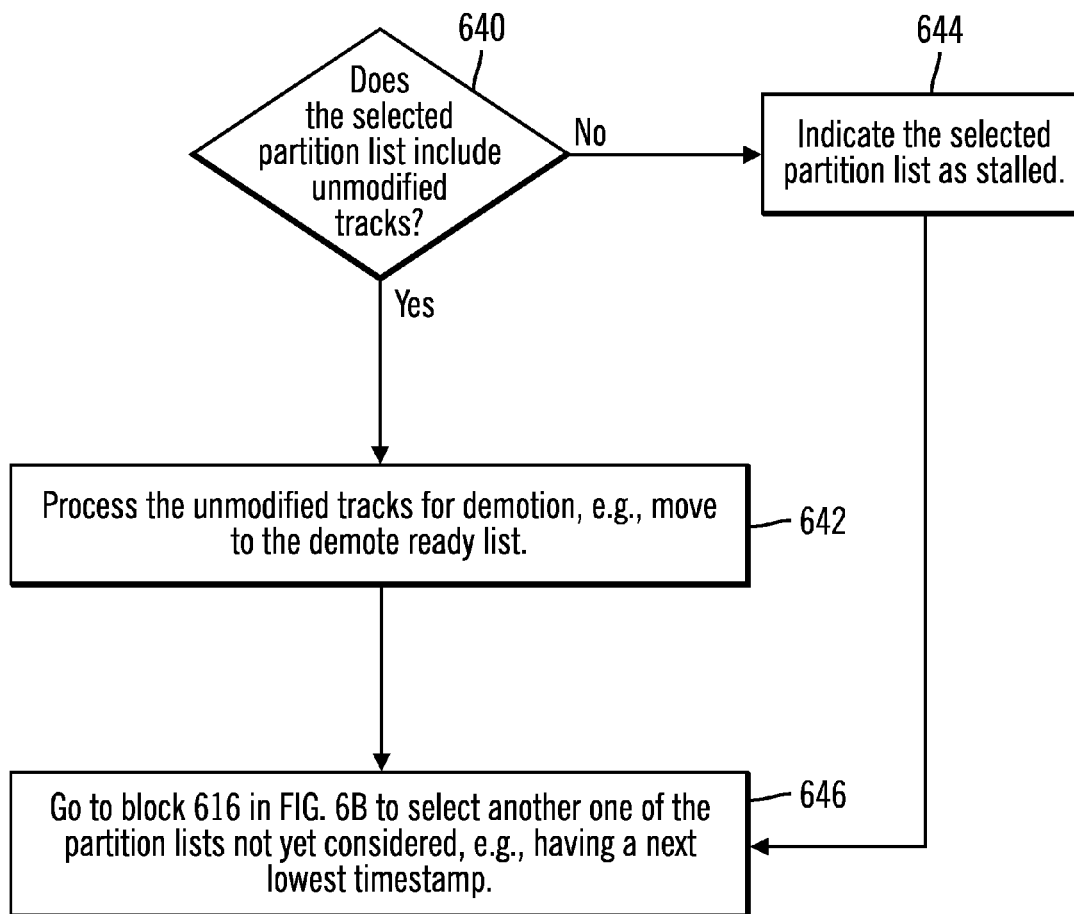 640
Does
the selected
partition list include
unmodified
tracks?
No
644
Indicate the selected
partition list as stalled.
Yes
Process the unmodified tracks for demotion, e.g., move
to the demote ready list.
642
Go to block 616 in FIG. 6B to select another one of the
partition lists not yet considered, e.g., having a next
lowest timestamp.
646